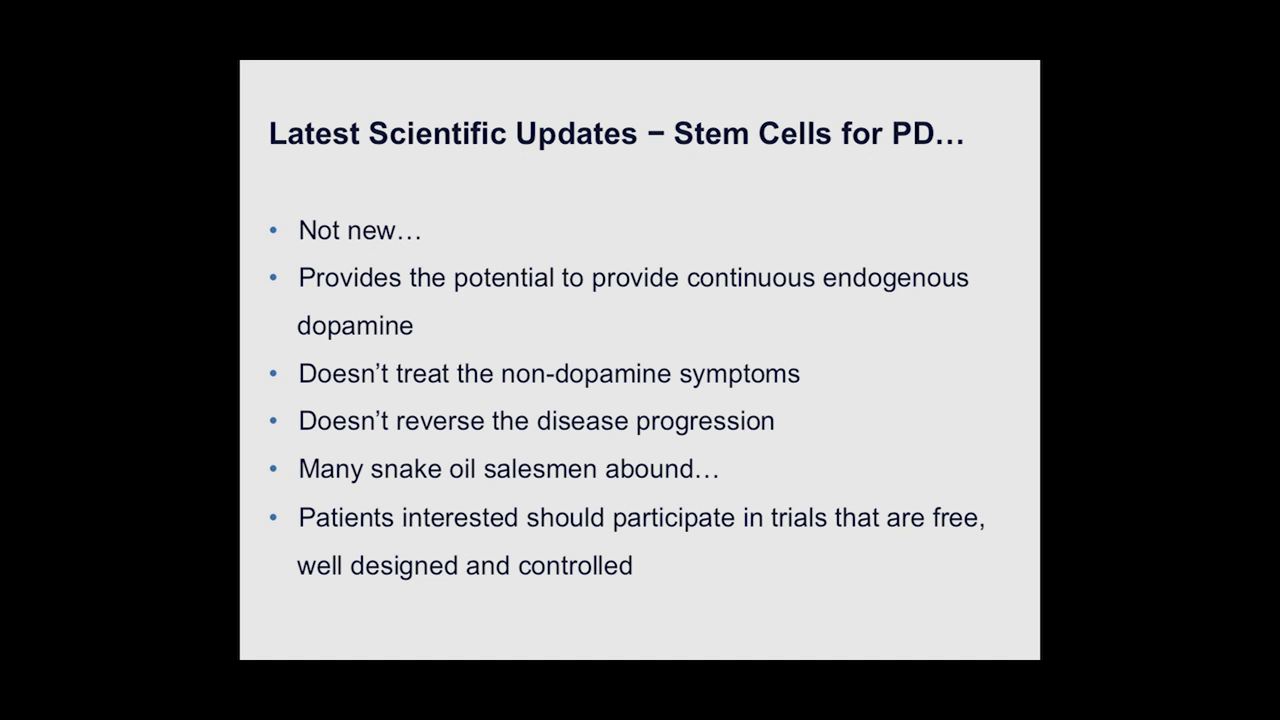 Latest Scientific Updates − Stem Cells for PD…
• Not new…
• Provides the potential to provide continuous endogenous
dopamine
• Doesn’t treat the non-dopamine symptoms
• Doesn’t reverse the disease progression
• Many snake oil salesmen abound…
• Patients interested should participate in trials that are free,
well designed and controlled